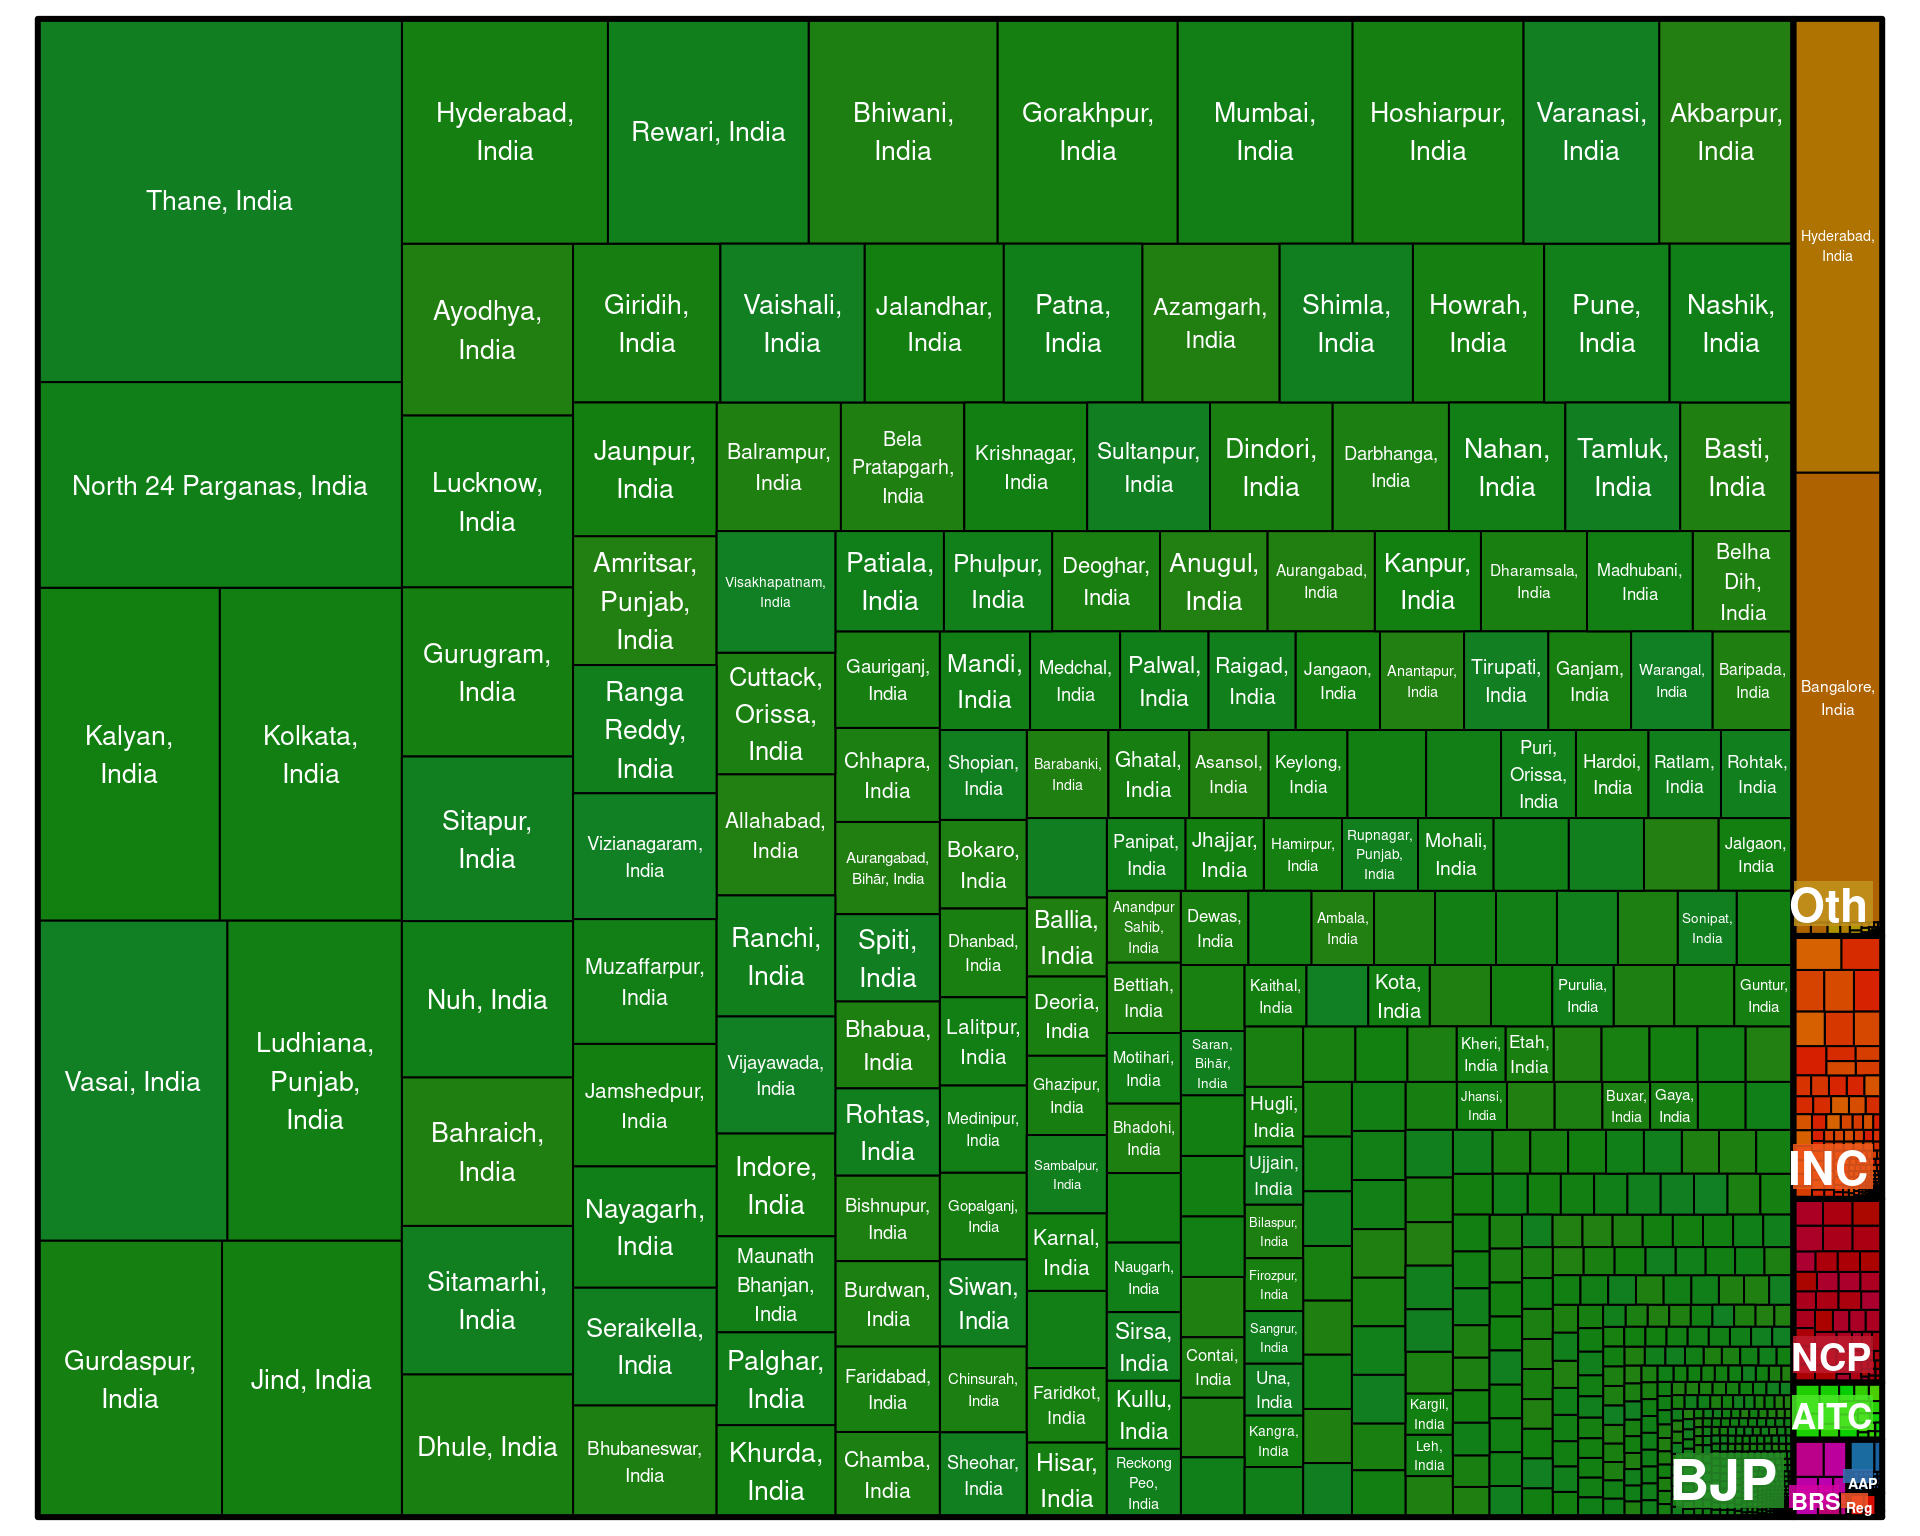 Thane, India
North 24 Parganas, India
Kalyan,
India
Kolkata,
India
Vasai, India
Ludhiana,
Punjab,
India
Gurdaspur,
India
Jind, India
Hyderabad,
India
Rewari, India
Bhiwani,
India
Gorakhpur,
India
Mumbai,
India
Hoshiarpur,
India
Varanasi,
India
Akbarpur,
India
Ayodhya,
India
Lucknow,
India
Gurugram,
India
Sitapur,
India
Nuh, India
Bahraich,
India
Sitamarhi,
India
Dhule, India
Giridih,
India
Vaishali,
India
Jalandhar,
India
Patna,
India
Azamgarh,
India
Shimla,
India
Howrah,
India
Pune,
India
Nashik,
India
Jaunpur,
India
Amritsar,
Punjab,
India
Ranga
Reddy,
India
Vizianagaram,
India
Muzaffarpur,
India
Jamshedpur,
India
Nayagarh,
India
Seraikella,
India
Bhubaneswar,
India
Balrampur,
India
Bela
Pratapgarh,
India
Krishnagar,
India
Sultanpur,
India
Dindori,
India
Darbhanga,
India
Nahan,
India
Tamluk,
India
Basti,
India
Visakhapatnam,
India
Cuttack,
Orissa,
India
Allahabad,
India
Ranchi,
India
Vijayawada,
India
Indore,
India
Maunath
Bhanjan,
India
Palghar,
India
Khurda,
India
Patiala,
India
Phulpur,
India
Deoghar,
India
Anugul,
India
Aurangabad,
India
Kanpur,
India
Dharamsala,
India
Madhubani,
India
Belha
Dih,
India
Gauriganj,
India
Chhapra,
India
Aurangabad,
Bihār, India
Spiti,
India
Bhabua,
India
Rohtas,
India
Bishnupur,
India
Burdwan,
India
Faridabad,
India
Chamba,
India
Mandi,
India
Medchal,
India
Palwal,
India
Raigad,
India
Jangaon,
India
Anantapur,
India
Tirupati,
India
Ganjam,
India
Warangal,
India
Baripada,
India
Shopian,
India
Bokaro,
India
Dhanbad,
India
Lalitpur,
India
Medinipur,
India
Gopalganj,
India
Siwan,
India
Chinsurah,
India
Sheohar,
India
Barabanki,
India
Ghatal,
India
Asansol,
India
Keylong,
India
Puri,
Orissa,
India
Hardoi,
India
Ratlam,
India
Rohtak,
India
Ballia,
India
Deoria,
India
Ghazipur,
India
Sambalpur,
India
Karnal,
India
Faridkot,
India
Hisar,
India
Panipat,
India
Jhajjar,
India
Hamirpur,
India
Rupnagar,
Punjab,
India
Mohali,
India
Jalgaon,
India
Anandpur
Sahib,
India
Bettiah,
India
Motihari,
India
Bhadohi,
India
Naugarh,
India
Sirsa,
India
Kullu,
India
Reckong
Peo,
India
Dewas,
India
Ambala,
India
Sonipat,
India
Saran,
Bihār,
India
Contai,
India
Kaithal,
India
Kota,
India
Purulia,
India
Guntur,
India
Kheri,
India
Etah,
India
Hugli,
India
Ujjain,
India
Bilaspur,
India
Firozpur,
India
Sangrur,
India
Una,
India
Kangra,
India
Jhansi,
India
Buxar,
India
Gaya,
India
Kargil,
India
Leh,
India
BJP
Hyderabad,
India
Bangalore,
India
Oth
INC
NCP
AITC
BRS
AAP
Reg